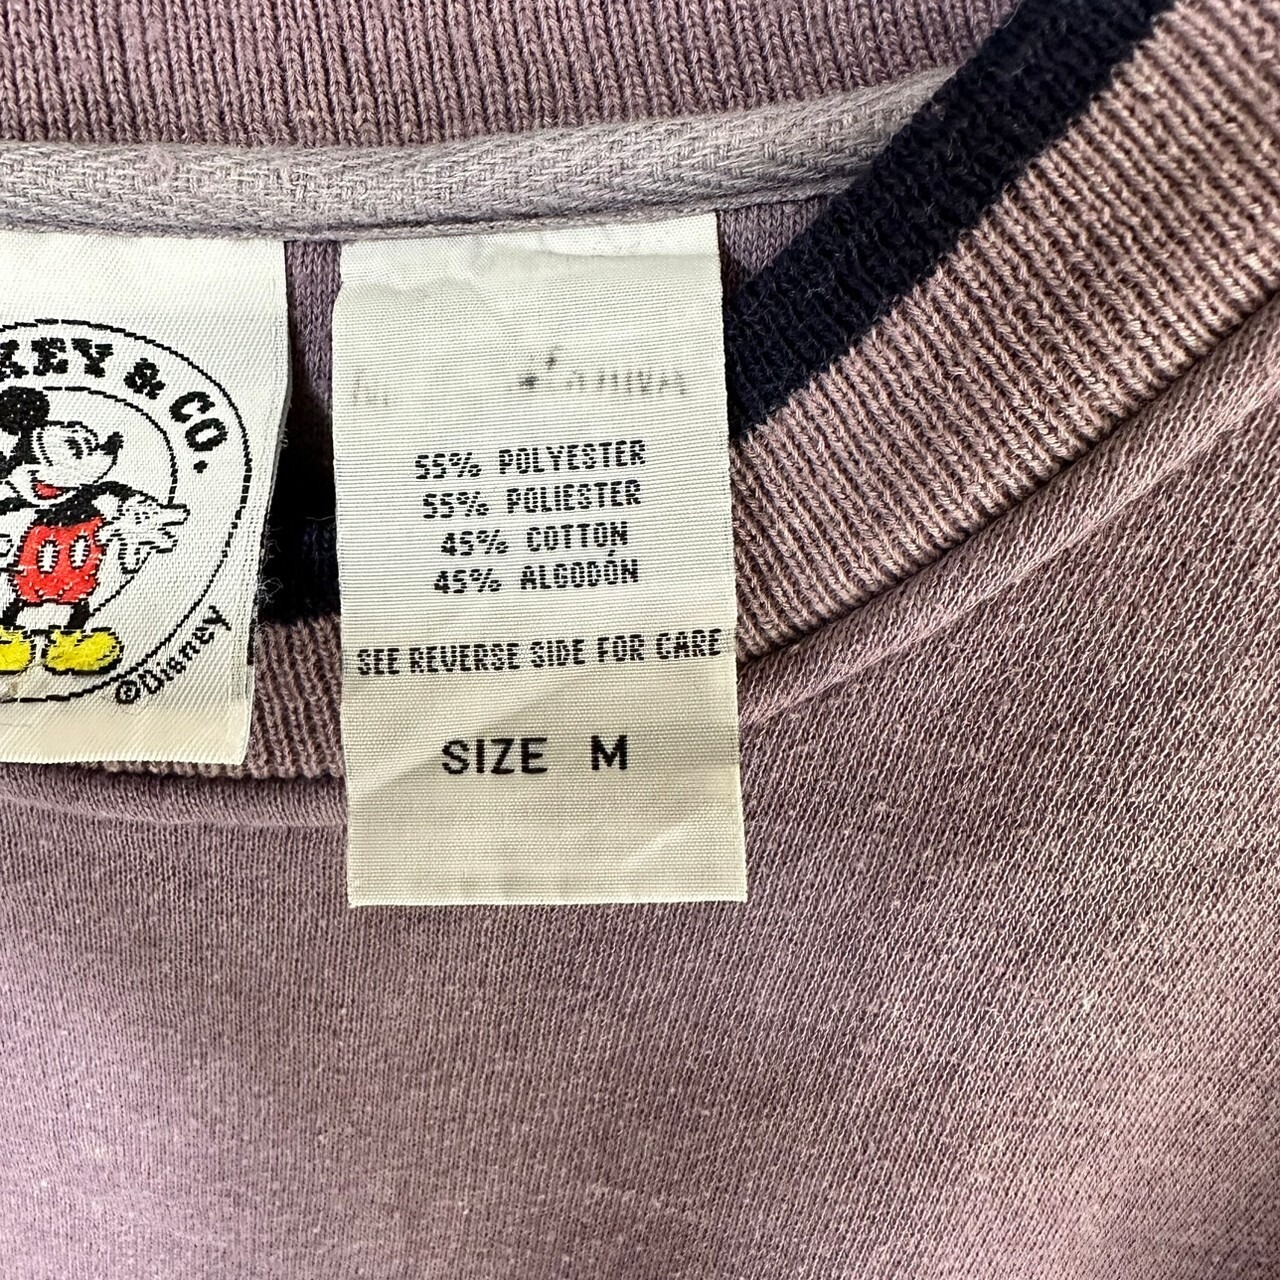 KEY & CO.
©Disney
55% POLYESTER
55% POLIESTER
45% COTTON
45% ALGODÓN
SEE REVERSE SIDE FOR CARE
SIZE M